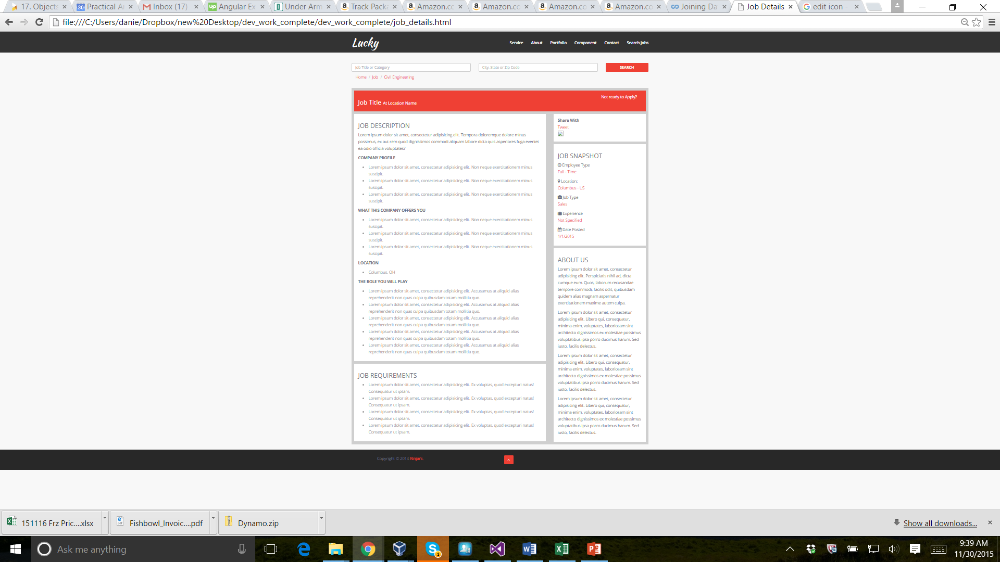 17. Objects
30 Practical A
Inbox (17)
Up Angular Ex
Under Arm
a Track Packa
a Amazon.co
a Amazon.co
a Amazon.co
a Amazon.co
Joining Da
Job Details
G edit icon -
file:///C:/Users/danie/Dropbox/new%20Desktop/dev_work_complete/dev_work_complete/job_details.html
Lucky
Service About Portfolio Component Contact Search Jobs
Job Title or Category
City, State or Zip Code
SEARCH
Home / Job / Civil Engineering
Job Title At Location Name
Not ready to Apply?
JOB DESCRIPTION
Lorem ipsum dolor sit amet, consectetur adipisicing elit. Tempora doloremque dolore minus
possimus, ex aut rem quod dignissimos commodi aliquam labore dicta quis asperiores fuga eveniet
ea odio officia voluptates?
COMPANY PROFILE
Lorem ipsum dolor sit amet, consectetur adipisicing elit. Non neque exercitationem minus
suscipit.
Lorem ipsum dolor sit amet, consectetur adipisicing elit. Non neque exercitationem minus
suscipit.
Lorem ipsum dolor sit amet, consectetur adipisicing elit. Non neque exercitationem minus
suscipit.
WHAT THIS COMPANY OFFERS YOU
Lorem ipsum dolor sit amet, consectetur adipisicing elit. Non neque exercitationem minus
suscipit.
Lorem ipsum dolor sit amet, consectetur adipisicing elit. Non neque exercitationem minus
suscipit.
Lorem ipsum dolor sit amet, consectetur adipisicing elit. Non neque exercitationem minus
suscipit.
LOCATION
Columbus, OH
THE ROLE YOU WILL PLAY
Lorem ipsum dolor sit amet, consectetur adipisicing elit. Accusamus at aliquid alias
reprehenderit non quas culpa quibusdam totam mollitia quo.
Lorem ipsum dolor sit amet, consectetur adipisicing elit. Accusamus at aliquid alias
reprehenderit non quas culpa quibusdam totam mollitia quo.
Lorem ipsum dolor sit amet, consectetur adipisicing elit. Accusamus at aliquid alias
reprehenderit non quas culpa quibusdam totam mollitia quo.
Lorem ipsum dolor sit amet, consectetur adipisicing elit. Accusamus at aliquid alias
reprehenderit non quas culpa quibusdam totam mollitia quo.
Lorem ipsum dolor sit amet, consectetur adipisicing elit. Accusamus at aliquid alias
reprehenderit non quas culpa quibusdam totam mollitia quo.
JOB REQUIREMENTS
Lorem ipsum dolor sit amet, consectetur adipisicing elit. Ex voluptas, quod excepturi natus!
Consequatur ut ipsam.
Lorem ipsum dolor sit amet, consectetur adipisicing elit. Ex voluptas, quod excepturi natus!
Consequatur ut ipsam.
Lorem ipsum dolor sit amet, consectetur adipisicing elit. Ex voluptas, quod excepturi natus!
Consequatur ut ipsam.
Lorem ipsum dolor sit amet, consectetur adipisicing elit. Ex voluptas, quod excepturi natus!
Consequatur ut ipsam.
Share With
Tweet
JOB SNAPSHOT
Employee Type
Full - Time
Location:
Columbus - US
Job Type
Sales
Experience
Not Specified
Date Posted
1/1/2015
ABOUT US
Lorem ipsum dolor sit amet, consectetur
adipisicing elit. Perspiciatis nihil ad, dicta
cumque eum. Quos, laborum recusandae
tempore commodi, facilis odit, quibusdam
quidem alias magnam aspernatur
exercitationem maxime autem culpa.
Lorem ipsum dolor sit amet, consectetur
adipisicing elit. Libero qui, consequatur,
minima enim, voluptates, laboriosam sint
architecto dignissimos ex molestiae possimus
voluptatibus ipsa porro ducimus harum. Sed
iusto, facilis delectus.
Lorem ipsum dolor sit amet, consectetur
adipisicing elit. Libero qui, consequatur,
minima enim, voluptates, laboriosam sint
architecto dignissimos ex molestiae possimus
voluptatibus ipsa porro ducimus harum. Sed
iusto, facilis delectus.
Lorem ipsum dolor sit amet, consectetur
adipisicing elit. Libero qui, consequatur,
minima enim, voluptates, laboriosam sint
architecto dignissimos ex molestiae possimus
voluptatibus ipsa porro ducimus harum. Sed
iusto, facilis delectus.
Copyright © 2014 Rinjani.
151116 Frz Pric....xlsx
Fishbowl_Invoic....pdf
Dynamo.zip
Show all downloads...
Ask me anything
9:39 AM
11/30/2015